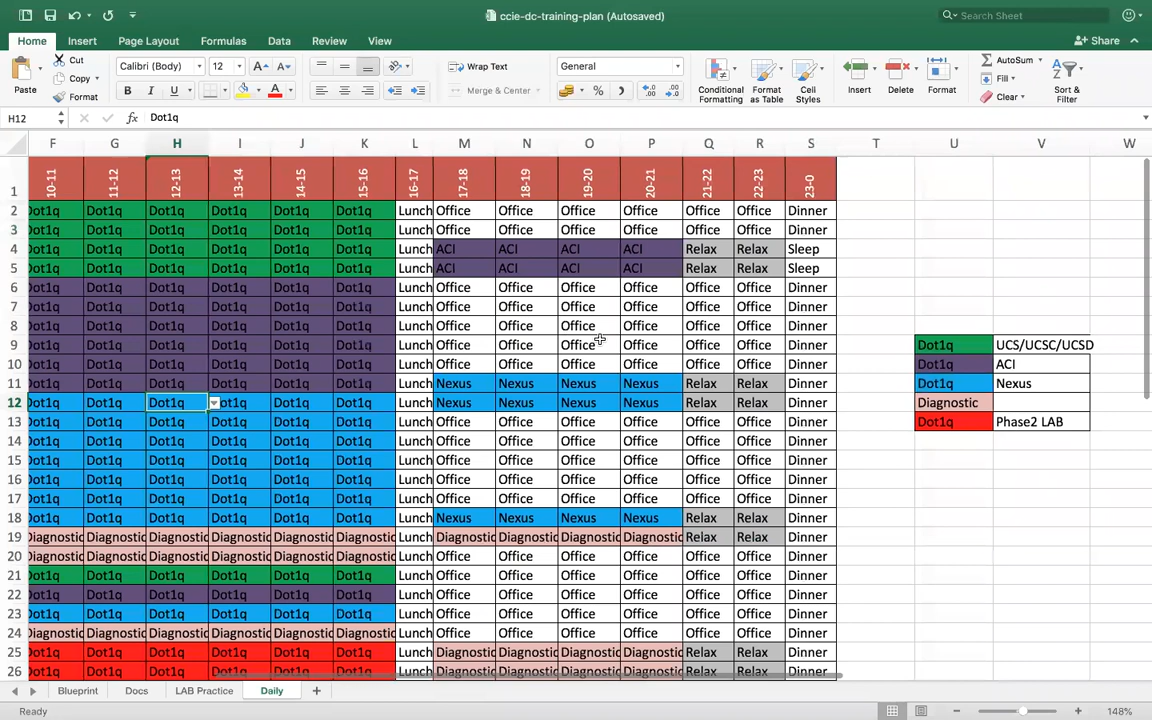 ccie-dc-training-plan (Autosaved)
Search Sheet
Home Insert Page Layout Formulas Data Review View Share
Cut Calibri (Body) 12 Wrap Text General AutoSum
Copy Fill
Paste Format B I U Merge & Center % Conditional Formatting Format as Table Cell Styles Insert Delete Format Clear Sort & Filter
H12 fx Dot1q
F G H I J K L M N O P Q R S T U V W
1 10-11 11-12 12-13 13-14 14-15 15-16 16-17 17-18 18-19 19-20 20-21 21-22 22-23 23-0
2 Dot1q Dot1q Dot1q Dot1q Dot1q Dot1q Lunch Office Office Office Office Office Office Dinner
3 Dot1q Dot1q Dot1q Dot1q Dot1q Dot1q Lunch Office Office Office Office Office Office Dinner
4 Dot1q Dot1q Dot1q Dot1q Dot1q Dot1q Lunch ACI ACI ACI ACI Relax Relax Sleep
5 Dot1q Dot1q Dot1q Dot1q Dot1q Dot1q Lunch ACI ACI ACI ACI Relax Relax Sleep
6 Dot1q Dot1q Dot1q Dot1q Dot1q Dot1q Lunch Office Office Office Office Office Office Dinner
7 Dot1q Dot1q Dot1q Dot1q Dot1q Dot1q Lunch Office Office Office Office Office Office Dinner
8 Dot1q Dot1q Dot1q Dot1q Dot1q Dot1q Lunch Office Office Office Office Office Office Dinner
9 Dot1q Dot1q Dot1q Dot1q Dot1q Dot1q Lunch Office Office Office Office Office Office Dinner Dot1q UCS/UCSC/UCSD
10 Dot1q Dot1q Dot1q Dot1q Dot1q Dot1q Lunch Office Office Office Office Office Office Dinner Dot1q ACI
11 Dot1q Dot1q Dot1q Dot1q Dot1q Dot1q Lunch Nexus Nexus Nexus Nexus Relax Relax Dinner Dot1q Nexus
12 Dot1q Dot1q Dot1q Dot1q Dot1q Dot1q Lunch Nexus Nexus Nexus Nexus Relax Relax Dinner Diagnostic
13 Dot1q Dot1q Dot1q Dot1q Dot1q Dot1q Lunch Office Office Office Office Office Office Dinner Dot1q Phase2 LAB
14 Dot1q Dot1q Dot1q Dot1q Dot1q Dot1q Lunch Office Office Office Office Office Office Dinner
15 Dot1q Dot1q Dot1q Dot1q Dot1q Dot1q Lunch Office Office Office Office Office Office Dinner
16 Dot1q Dot1q Dot1q Dot1q Dot1q Dot1q Lunch Office Office Office Office Office Office Dinner
17 Dot1q Dot1q Dot1q Dot1q Dot1q Dot1q Lunch Office Office Office Office Office Office Dinner
18 Dot1q Dot1q Dot1q Dot1q Dot1q Dot1q Lunch Nexus Nexus Nexus Nexus Relax Relax Dinner
19 Diagnostic Diagnostic Diagnostic Diagnostic Diagnostic Diagnostic Lunch Diagnostic Diagnostic Diagnostic Diagnostic Relax Relax Dinner
20 Diagnostic Diagnostic Diagnostic Diagnostic Diagnostic Diagnostic Lunch Office Office Office Office Office Office Dinner
21 Dot1q Dot1q Dot1q Dot1q Dot1q Dot1q Lunch Office Office Office Office Office Office Dinner
22 Dot1q Dot1q Dot1q Dot1q Dot1q Dot1q Lunch Office Office Office Office Office Office Dinner
23 Dot1q Dot1q Dot1q Dot1q Dot1q Dot1q Lunch Office Office Office Office Office Office Dinner
24 Diagnostic Diagnostic Diagnostic Diagnostic Diagnostic Diagnostic Lunch Office Office Office Office Office Office Dinner
25 Dot1q Dot1q Dot1q Dot1q Dot1q Dot1q Lunch Diagnostic Diagnostic Diagnostic Diagnostic Relax Relax Dinner
26 Dot1q Dot1q Dot1q Dot1q Dot1q Dot1q Lunch Diagnostic Diagnostic Diagnostic Diagnostic Relax Relax Dinner
Blueprint Docs LAB Practice Daily +
Ready 148%